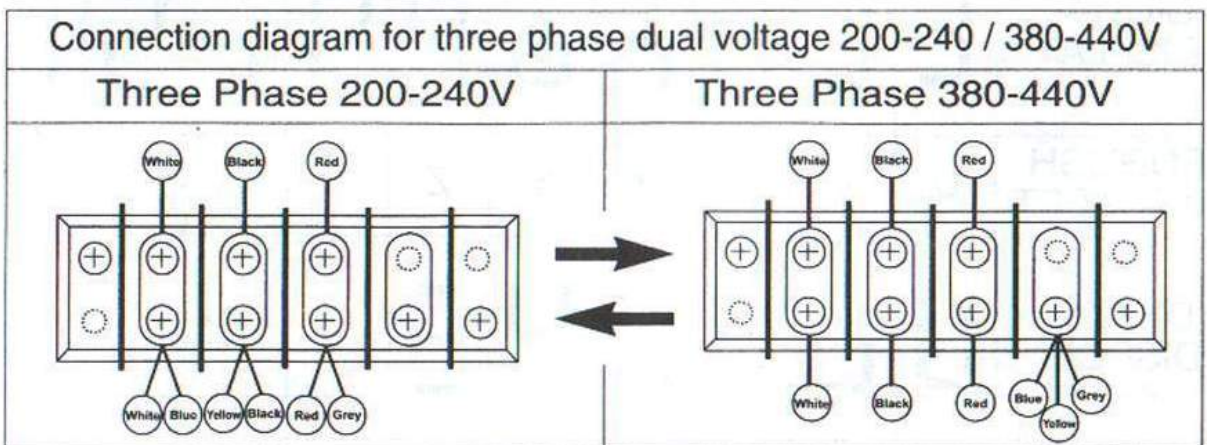 Connection diagram for three phase dual voltage 200-240 / 380-440V
Three Phase 200-240V
Three Phase 380-440V
White Black Red
White Blue Yellow Black Red Grey
White Black Red
White Black Red Blue Yellow Grey